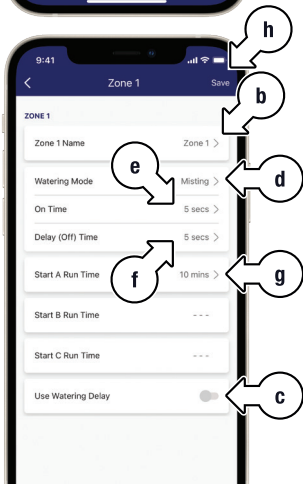 h
9:41
Zone 1 Save
b
ZONE 1
Zone 1 Name Zone 1
e
Watering Mode Misting
d
On Time 5 secs
Delay (Off) Time 5 secs
f
Start A Run Time 10 mins
g
Start B Run Time ---
Start C Run Time ---
Use Watering Delay
c